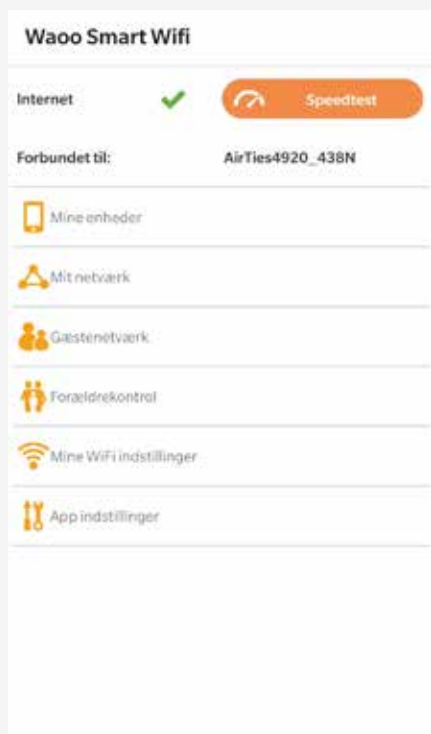 Waoo Smart Wifi
Internet Speedtest
Forbundet til: AirTies4920_438N
Mine enheder
Mit netværk
Gæstenetværk
Forældrekontrol
Mine WiFi indstillinger
App indstillinger